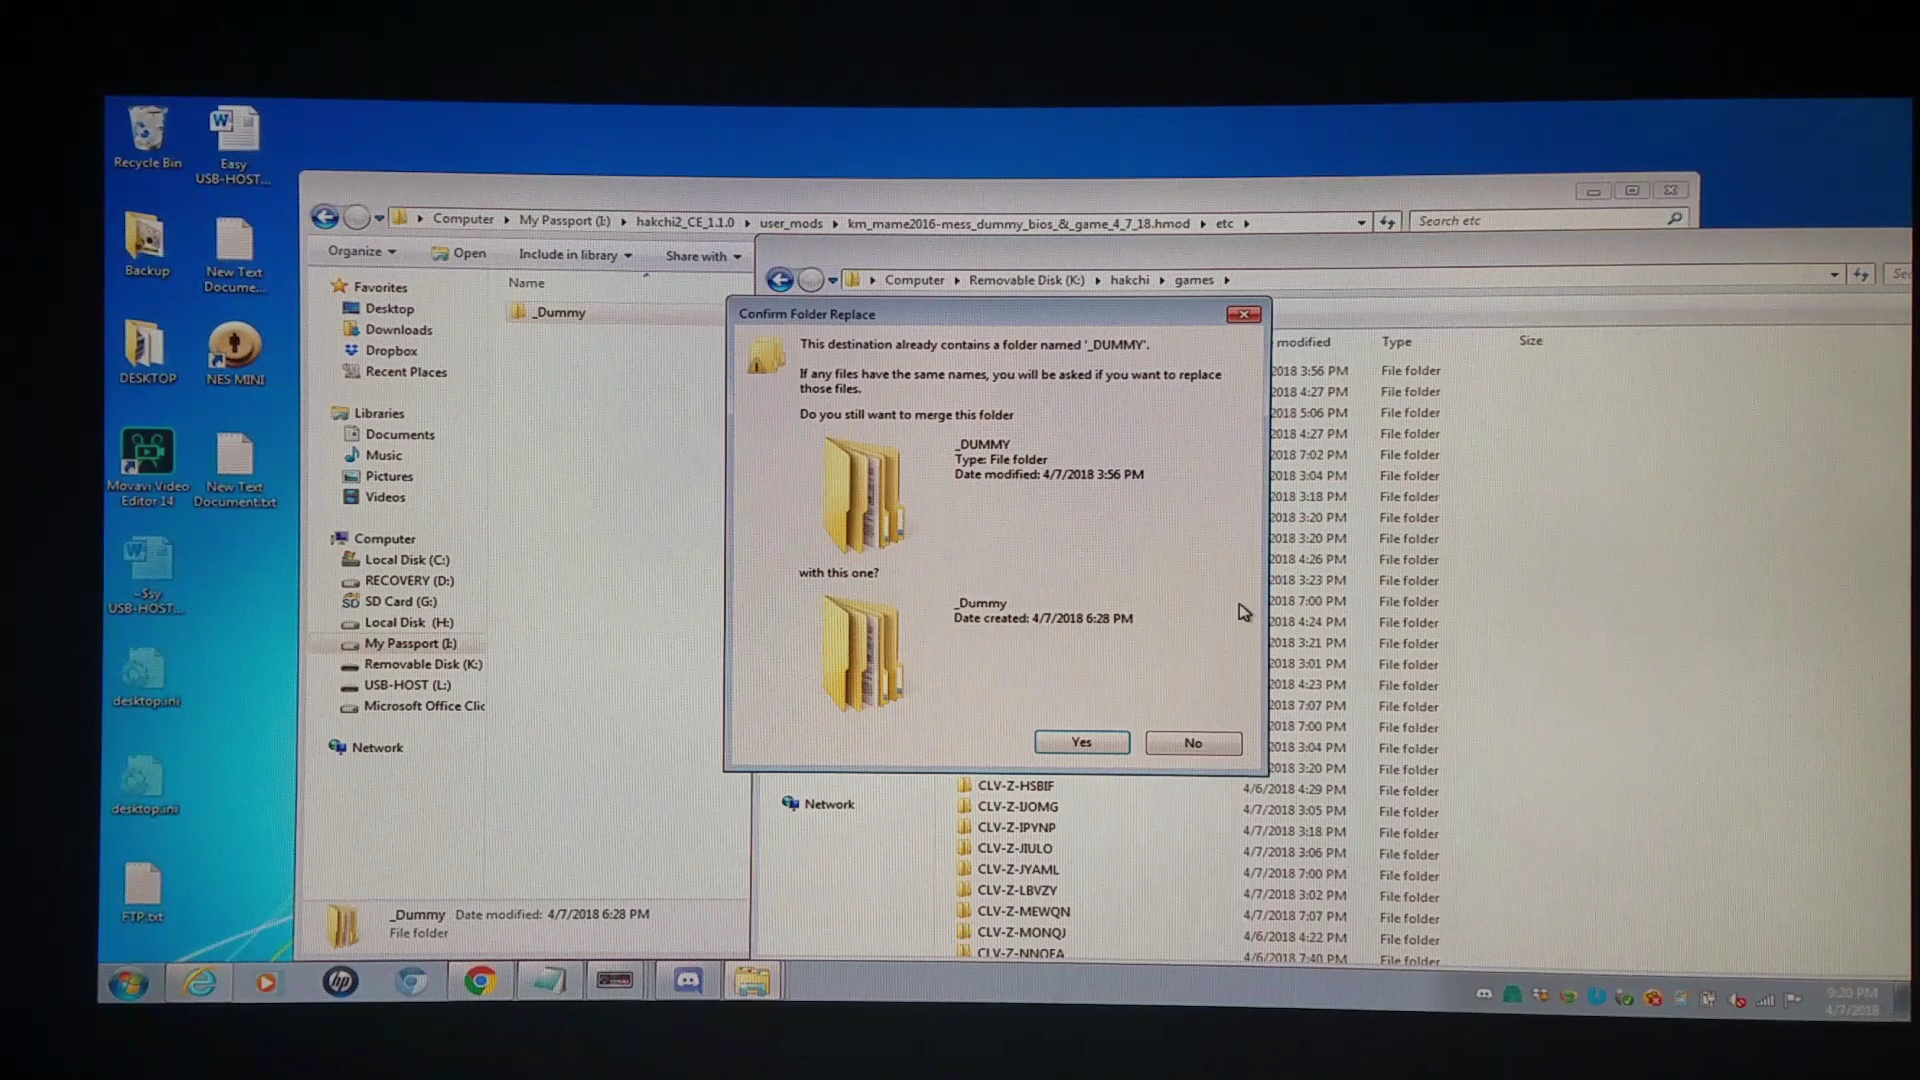 Recycle Bin
Easy
USB-HOST...
Backup
New Text
Docume...
DESKTOP
NES MINI
Movavi Video
Editor 14
New Text
Document.txt
USB-HOST...
desktop.ini
desktop.ini
FTP.txt
Computer My Passport (I:) hakchi2_CE_1.1.0 user_mods km_mame2016-mess_dummy_bios_&_game_4_7_18.hmod etc
Search etc
Organize Open Include in library Share with
Favorites
Desktop
Downloads
Dropbox
Recent Places
Libraries
Documents
Music
Pictures
Videos
Computer
Local Disk (C:)
RECOVERY (D:)
SD Card (G:)
Local Disk (H:)
My Passport (I:)
Removable Disk (K:)
USB-HOST (L:)
Microsoft Office Clic
Network
Name
_Dummy
_Dummy Date modified: 4/7/2018 6:28 PM
File folder
Computer Removable Disk (K:) hakchi games
Confirm Folder Replace
This destination already contains a folder named '_DUMMY'.
If any files have the same names, you will be asked if you want to replace
those files.
Do you still want to merge this folder
_DUMMY
Type: File folder
Date modified: 4/7/2018 3:56 PM
with this one?
_Dummy
Date created: 4/7/2018 6:28 PM
Yes No
modified Type Size
2018 3:56 PM File folder
2018 4:27 PM File folder
2018 5:06 PM File folder
2018 4:27 PM File folder
2018 7:02 PM File folder
2018 3:04 PM File folder
2018 3:18 PM File folder
2018 3:20 PM File folder
2018 3:20 PM File folder
2018 4:26 PM File folder
2018 3:23 PM File folder
2018 7:00 PM File folder
2018 4:24 PM File folder
2018 3:21 PM File folder
2018 3:01 PM File folder
2018 4:23 PM File folder
2018 7:07 PM File folder
2018 7:00 PM File folder
2018 3:04 PM File folder
2018 3:20 PM File folder
CLV-Z-HSBIF 4/6/2018 4:29 PM File folder
CLV-Z-IJOMG 4/7/2018 3:05 PM File folder
CLV-Z-IPYNP 4/7/2018 3:18 PM File folder
CLV-Z-JIULO 4/7/2018 3:06 PM File folder
CLV-Z-JYAML 4/7/2018 7:00 PM File folder
CLV-Z-LBVZY 4/7/2018 3:02 PM File folder
CLV-Z-MEWQN 4/7/2018 7:07 PM File folder
CLV-Z-MONQJ 4/6/2018 4:22 PM File folder
CLV-Z-NNOFA 4/6/2018 7:40 PM File folder
Network
hp
9:20 PM
4/7/2018